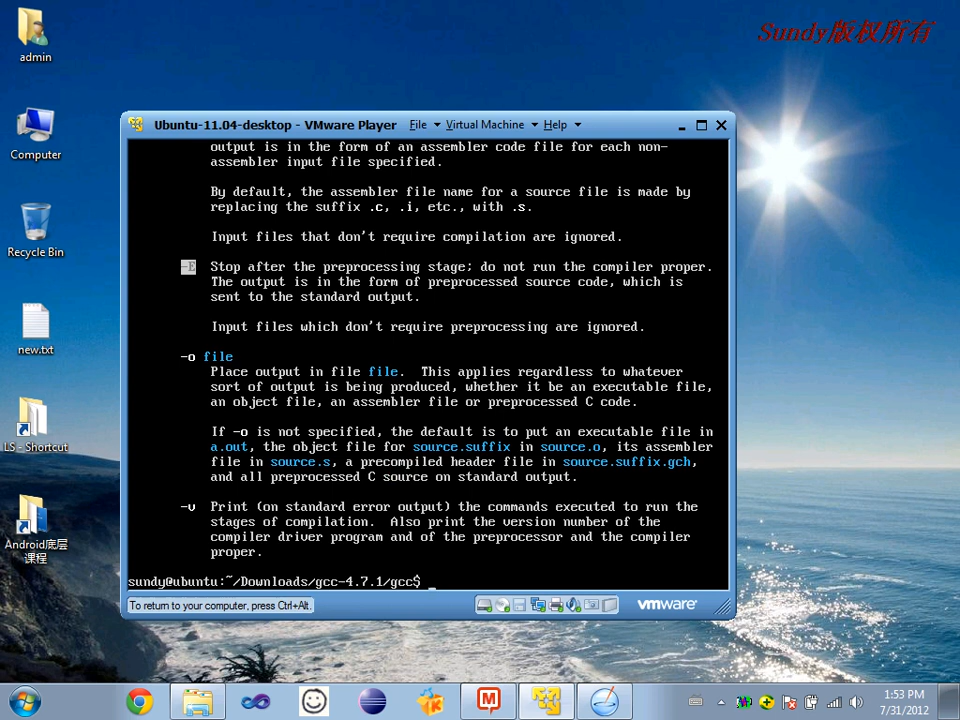 Sundy版权所有
admin
Computer
Recycle Bin
new.txt
LS - Shortcut
Android底层
课程
Ubuntu-11.04-desktop - VMware Player File Virtual Machine Help
output is in the form of an assembler code file for each non-
assembler input file specified.
By default, the assembler file name for a source file is made by
replacing the suffix .c, .i, etc., with .s.
Input files that don't require compilation are ignored.
-E Stop after the preprocessing stage; do not run the compiler proper.
The output is in the form of preprocessed source code, which is
sent to the standard output.
Input files which don't require preprocessing are ignored.
-o file
Place output in file file. This applies regardless to whatever
sort of output is being produced, whether it be an executable file,
an object file, an assembler file or preprocessed C code.
If -o is not specified, the default is to put an executable file in
a.out, the object file for source.suffix in source.o, its assembler
file in source.s, a precompiled header file in source.suffix.gch,
and all preprocessed C source on standard output.
-v Print (on standard error output) the commands executed to run the
stages of compilation. Also print the version number of the
compiler driver program and of the preprocessor and the compiler
proper.
sundy@ubuntu:~/Downloads/gcc-4.7.1/gcc$ _
To return to your computer, press Ctrl+Alt.
vmware
1:53 PM
7/31/2012